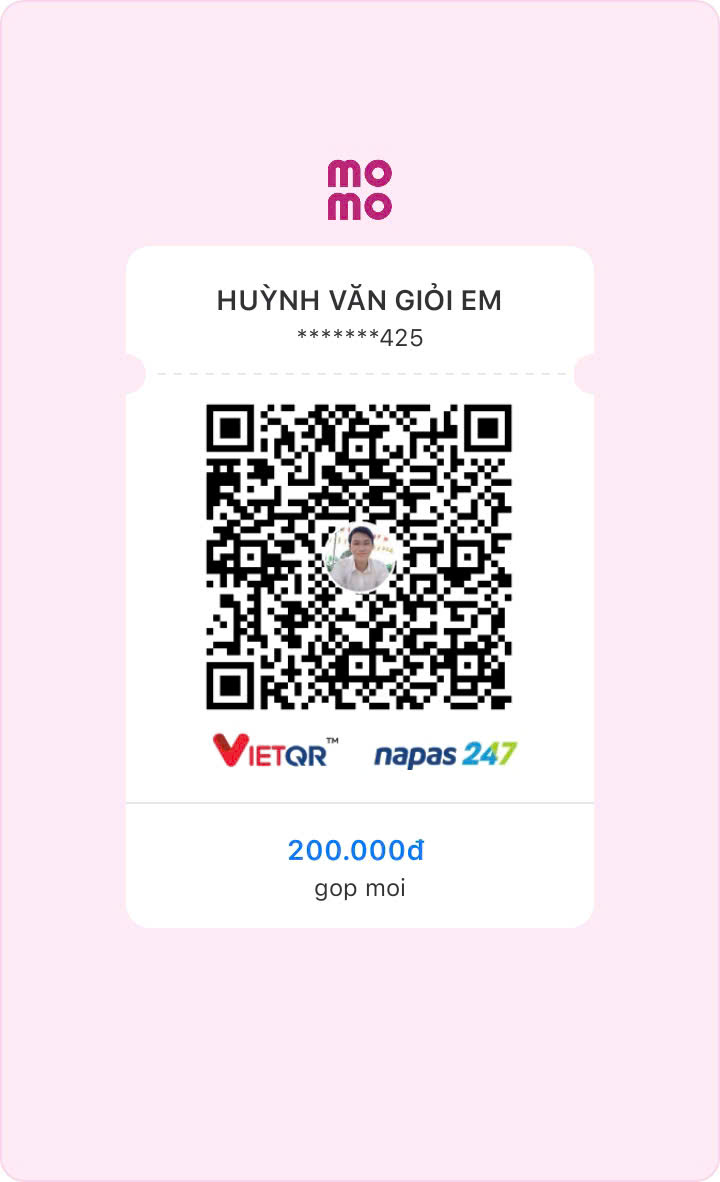 mo
mo
HUỲNH VĂN GIỎI EM
*******425
VIETQR™
napas 247
200.000đ
gop moi